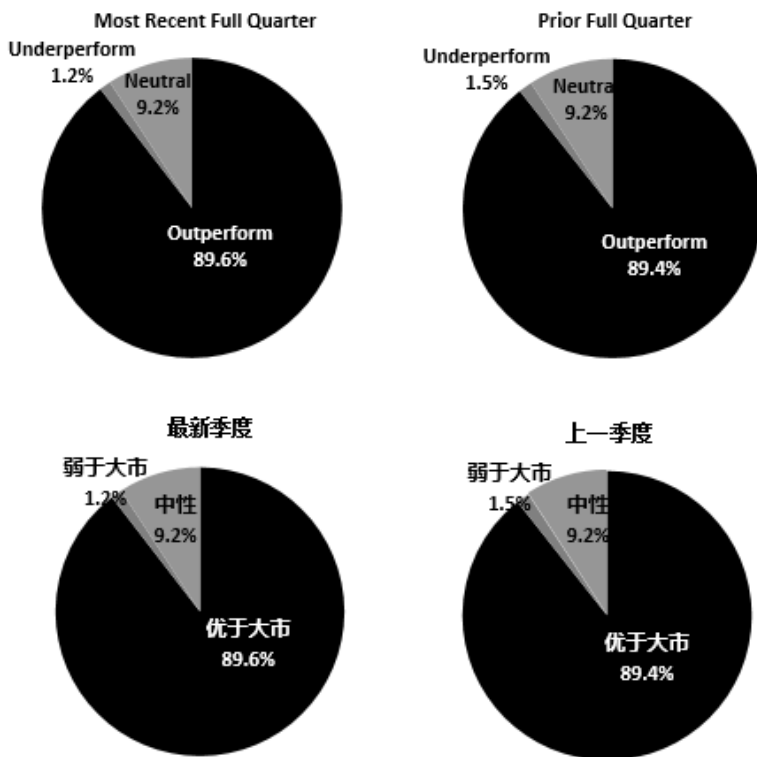 Most Recent Full Quarter
Underperform
1.2%
Neutral
9.2%
Outperform
89.6%
Prior Full Quarter
Underperform
1.5%
Neutra
9.2%
Outperform
89.4%
最新季度
弱于大市
1.2%
中性
9.2%
优于大市
89.6%
上一季度
弱于大市
1.5%
中性
9.2%
优于大市
89.4%